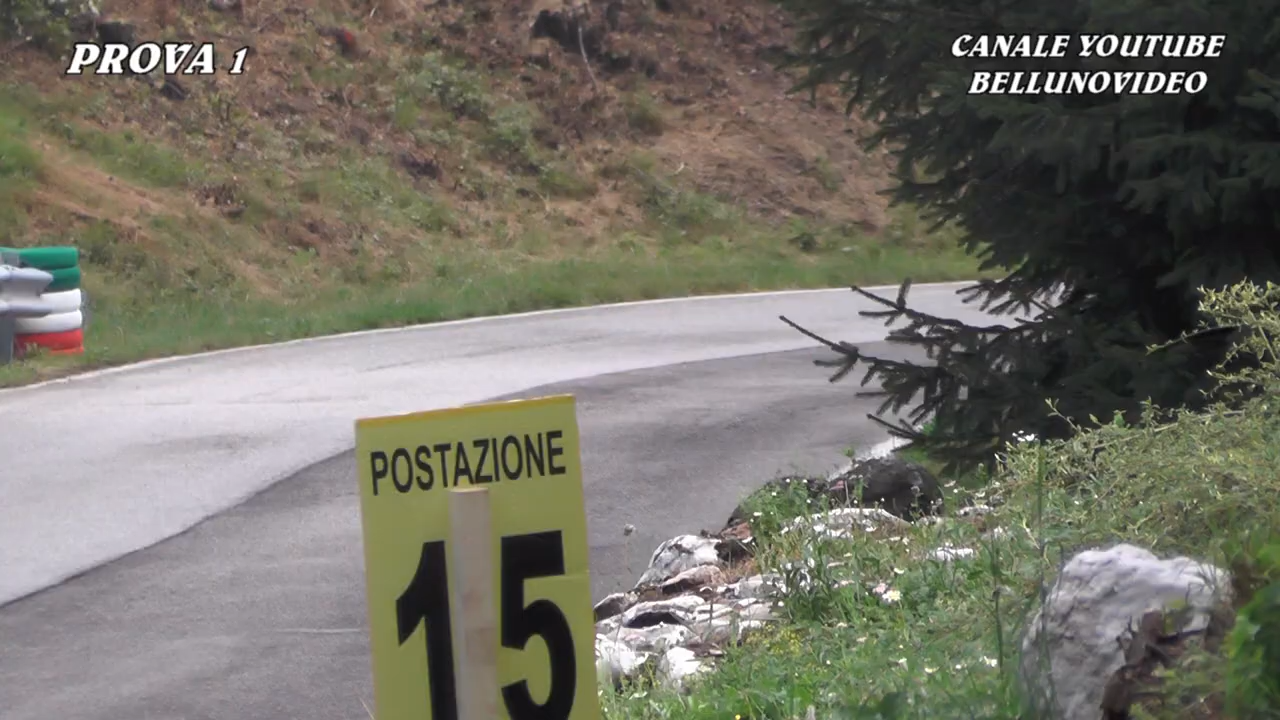 PROVA 1
CANALE YOUTUBE
BELLUNOVIDEO
POSTAZIONE
15